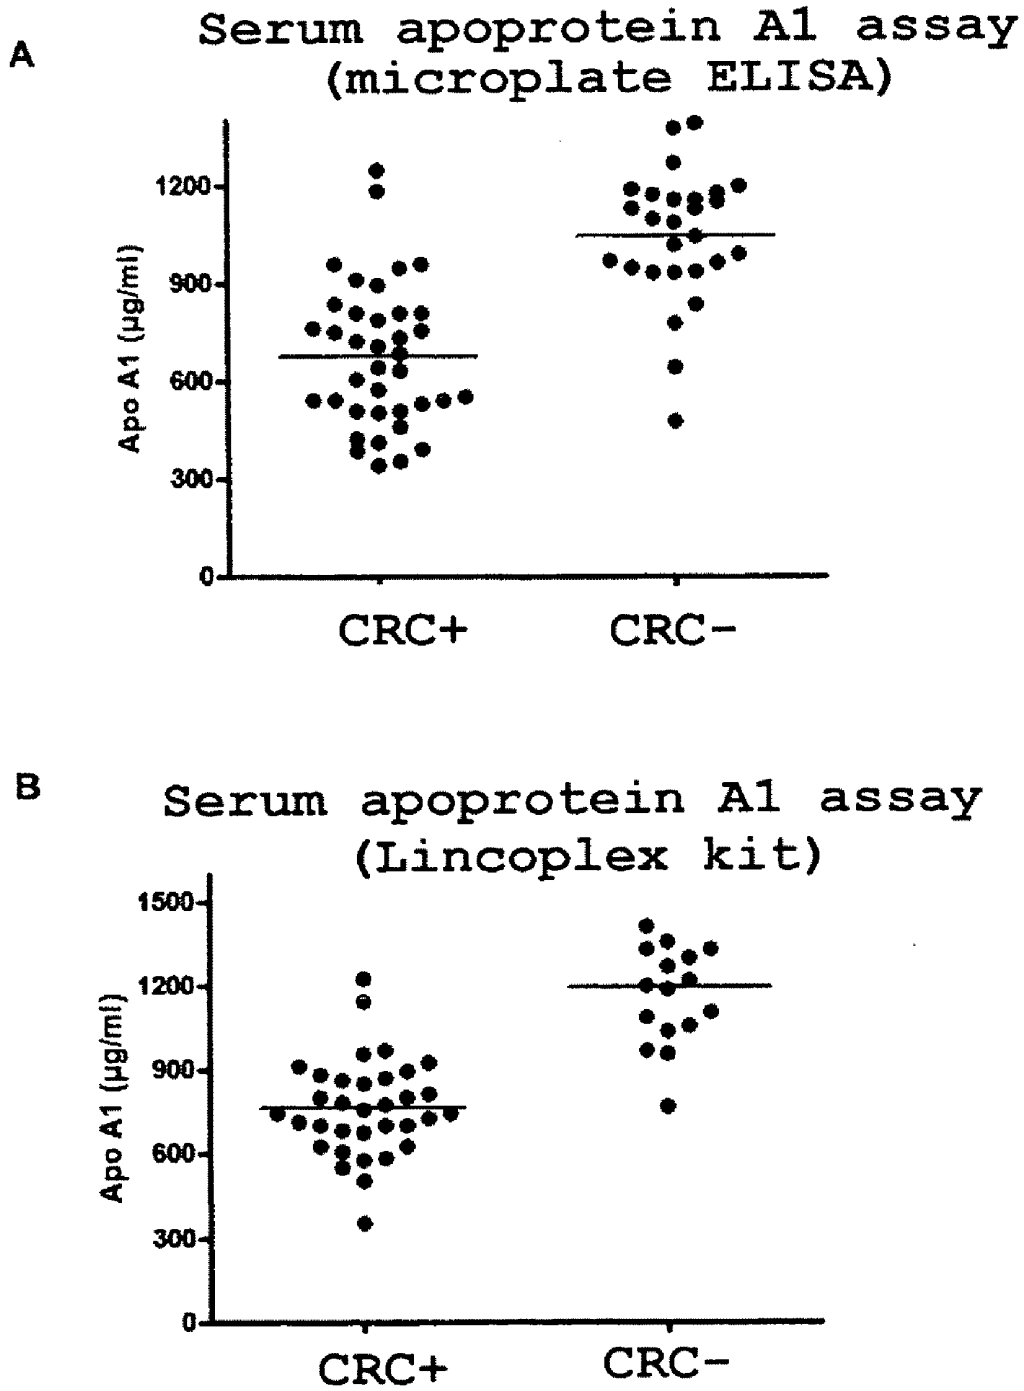 A
Serum apoprotein A1 assay
(microplate ELISA)
Apo A1 (µg/ml)
1200
900
600
300
0
CRC+
CRC-
B
Serum apoprotein A1 assay
(Lincoplex kit)
Apo A1 (µg/ml)
1500
1200
900
600
300
0
CRC+
CRC-